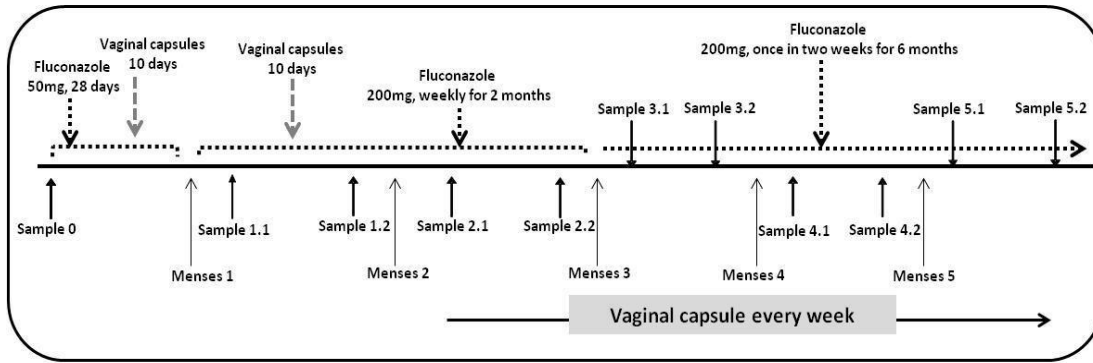 Fluconazole
50mg, 28 days
Vaginal capsules
10 days
Vaginal capsules
10 days
Fluconazole
200mg, weekly for 2 months
Fluconazole
200mg, once in two weeks for 6 months
Sample 3.1
Sample 3.2
Sample 5.1
Sample 5.2
Sample 0
Sample 1.1
Sample 1.2
Sample 2.1
Sample 2.2
Sample 4.1
Sample 4.2
Menses 1
Menses 2
Menses 3
Menses 4
Menses 5
Vaginal capsule every week